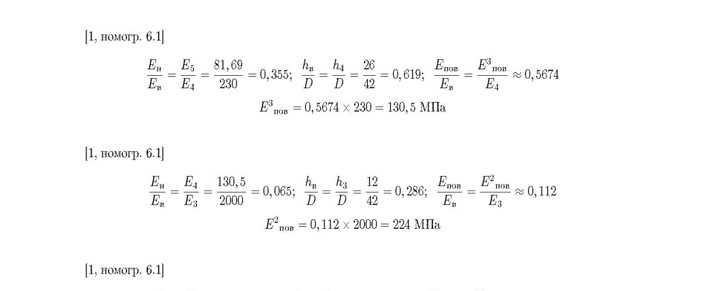 [1, номогр. 6.1]
Eн/Eв = E5/E4 = 81,69/230 = 0,355; hв/D = h4/D = 26/42 = 0,619; Eпов/Eв = E³пов/E4 ≈ 0,5674
E³пов = 0,5674 × 230 = 130,5 МПа
[1, номогр. 6.1]
Eн/Eв = E4/E3 = 130,5/2000 = 0,065; hв/D = h3/D = 12/42 = 0,286; Eпов/Eв = E²пов/E3 ≈ 0,112
E²пов = 0,112 × 2000 = 224 МПа
[1, номогр. 6.1]